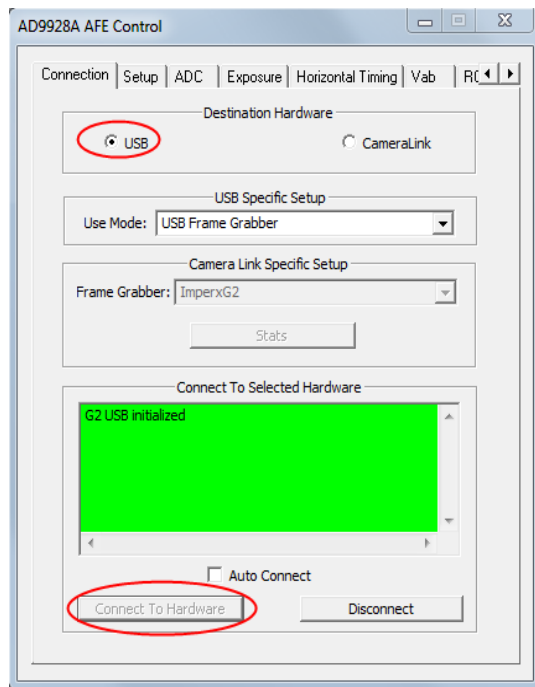 AD9928A AFE Control
Connection Setup ADC Exposure Horizontal Timing Vab
Destination Hardware
USB CameraLink
USB Specific Setup
Use Mode: USB Frame Grabber
Camera Link Specific Setup
Frame Grabber: ImperxG2
Stats
Connect To Selected Hardware
G2 USB initialized
Auto Connect
Connect To Hardware Disconnect